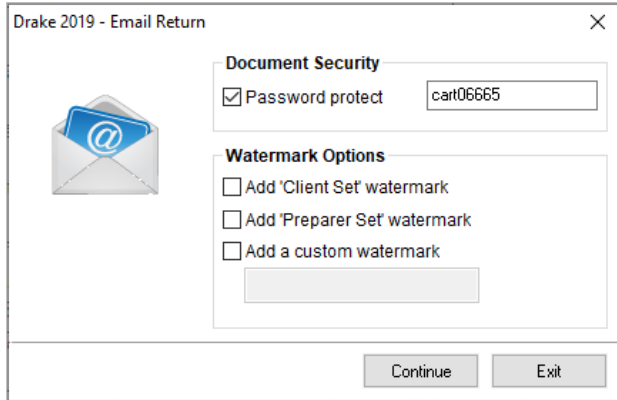 Drake 2019 - Email Return
Document Security
Password protect
cart06665
@
Watermark Options
Add 'Client Set' watermark
Add 'Preparer Set' watermark
Add a custom watermark
Continue
Exit